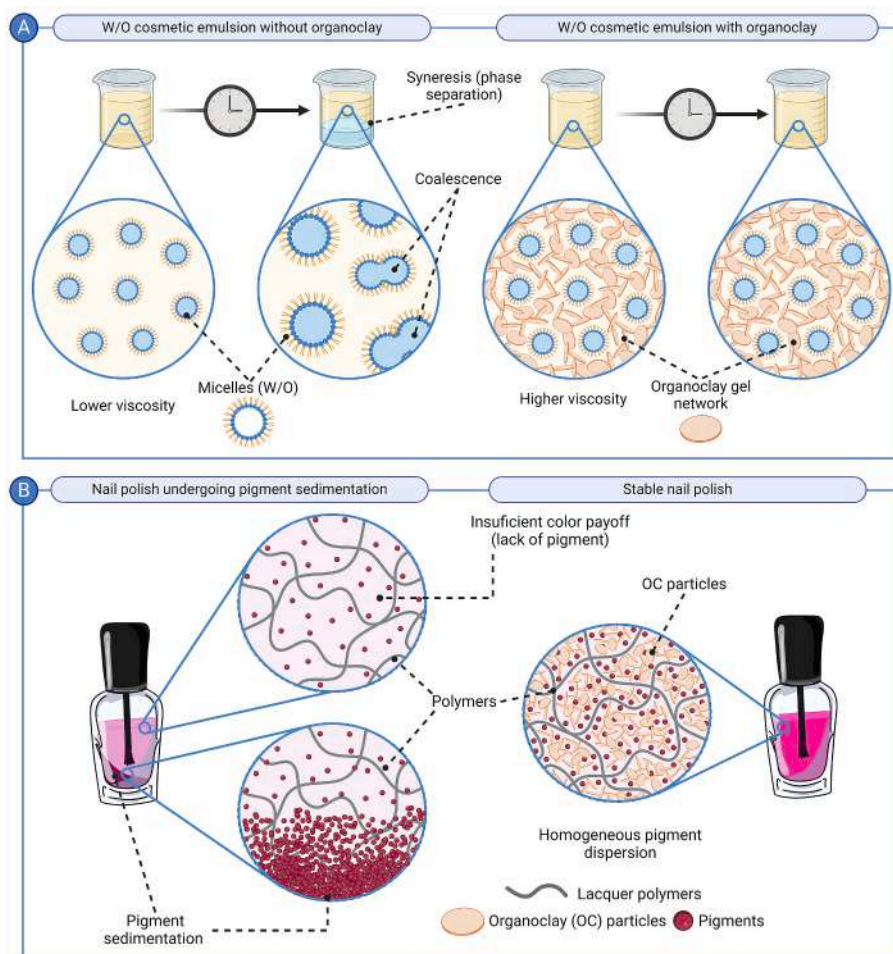 A
W/O cosmetic emulsion without organoclay
W/O cosmetic emulsion with organoclay
Syneresis (phase
separation)
Coalescence
Lower viscosity
Micelles (W/O)
Higher viscosity
Organoclay gel
network
B
Nail polish undergoing pigment sedimentation
Stable nail polish
Insufficient color payoff
(lack of pigment)
OC particles
Polymers
Homogeneous pigment
dispersion
Pigment
sedimentation
Lacquer polymers
Organoclay (OC) particles
Pigments